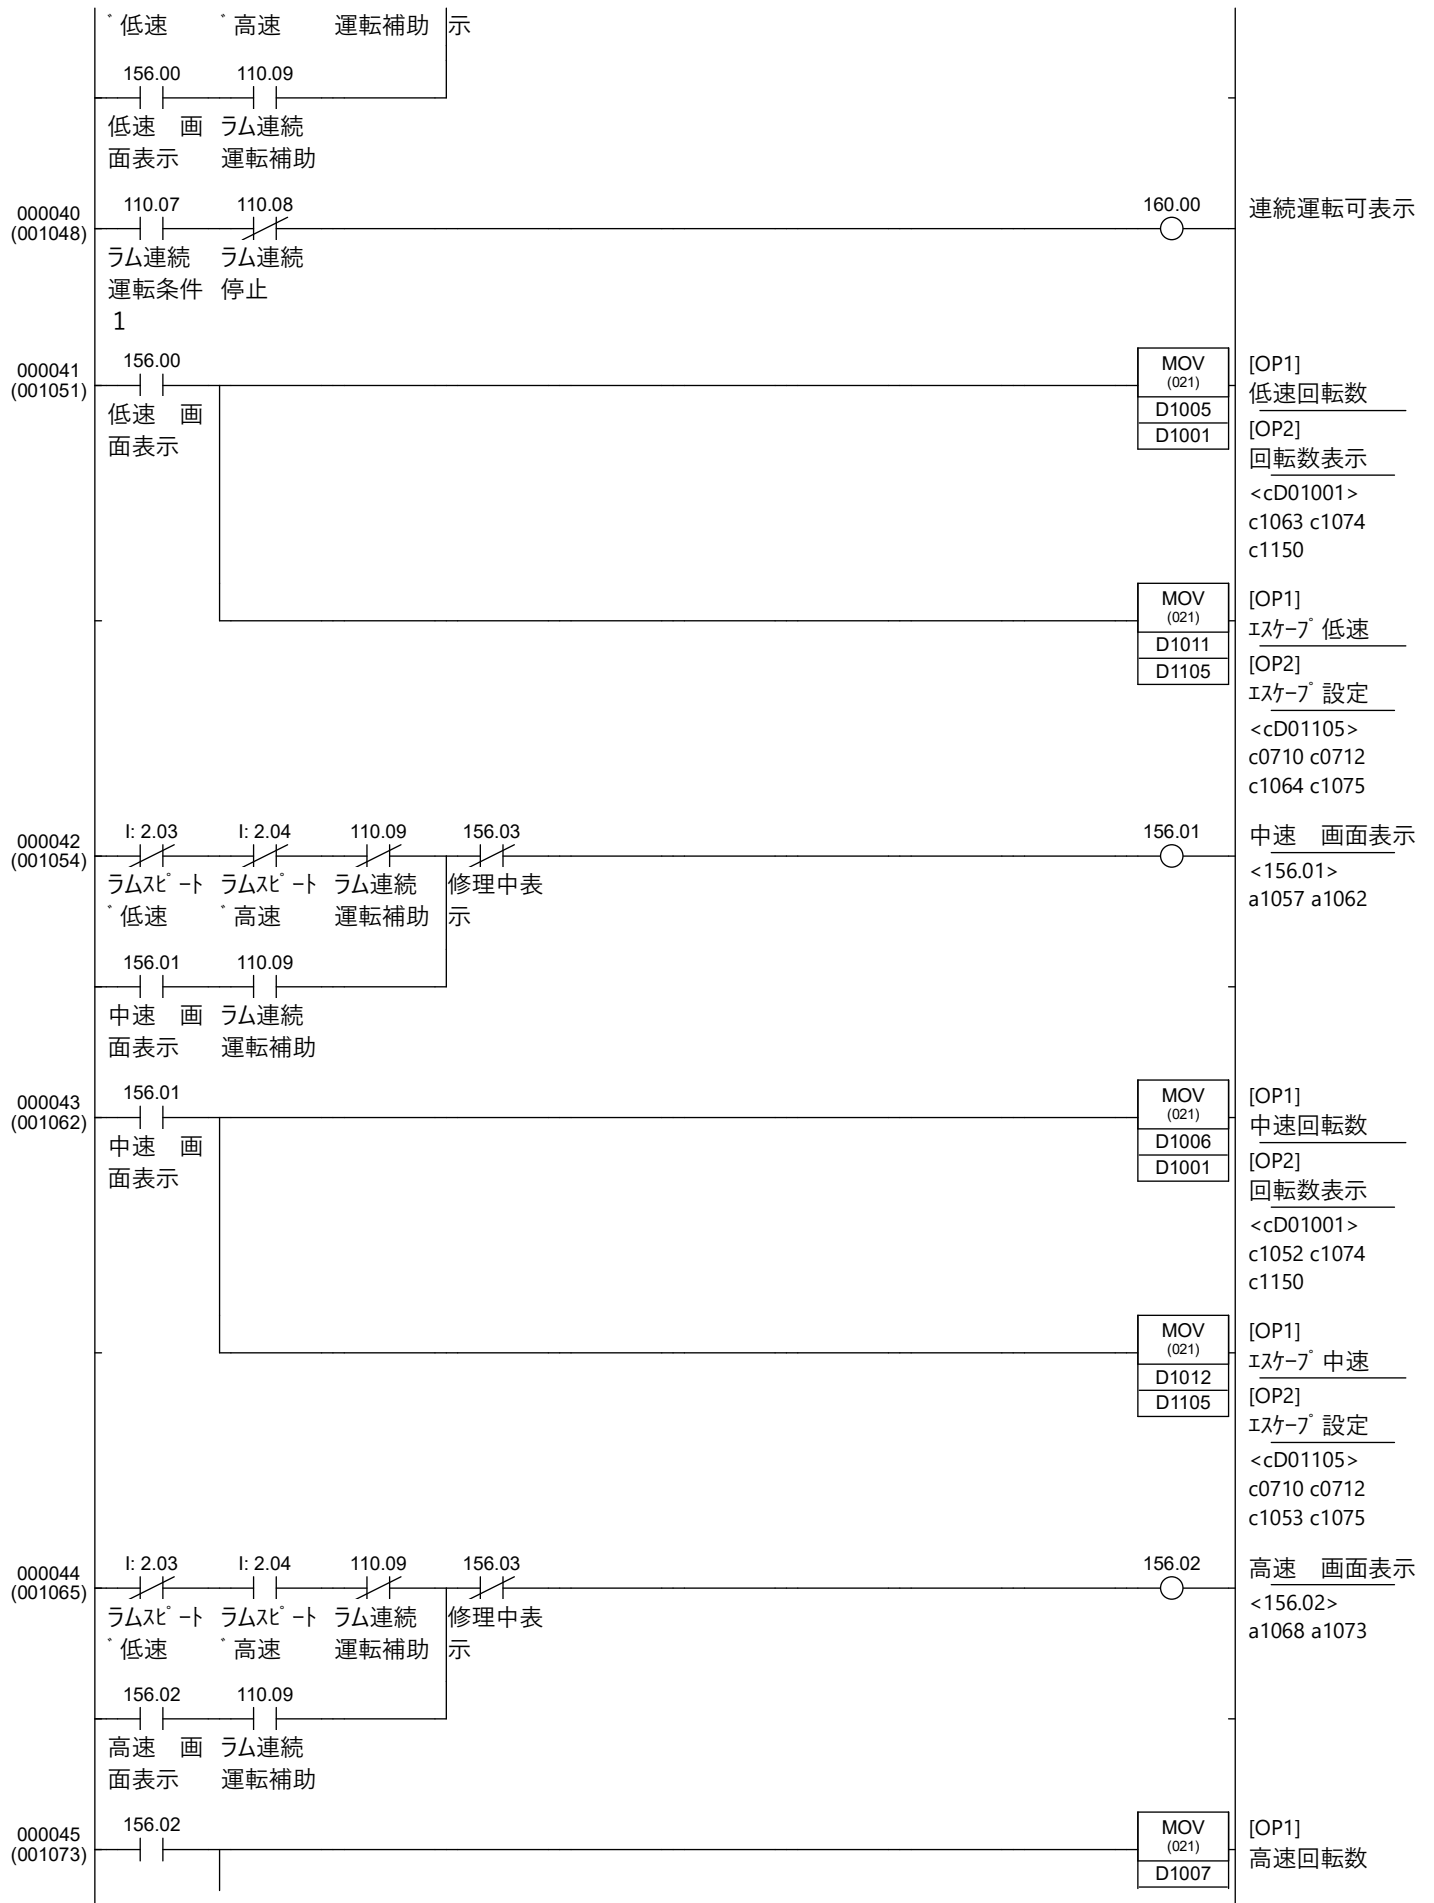 ゛低速 ゛高速 運転補助 示
156.00 110.09
低速 画 ラム連続
面表示 運転補助
000040 110.07 110.08 160.00 連続運転可表示
(001048)
ラム連続 ラム連続
運転条件 停止
1
000041 156.00 MOV [OP1]
(001051) (021) 低速回転数
低速 画 D1005 [OP2]
面表示 D1001 回転数表示
<cD01001>
c1063 c1074
c1150
MOV [OP1]
(021) ｴｽｹｰﾌﾟ低速
D1011 [OP2]
D1105 ｴｽｹｰﾌﾟ設定
<cD01105>
c0710 c0712
c1064 c1075
000042 I: 2.03 I: 2.04 110.09 156.03 156.01 中速 画面表示
(001054) <156.01>
ラムｽﾋﾟｰﾄ ラムｽﾋﾟｰﾄ ラム連続 修理中表 a1057 a1062
゛低速 ゛高速 運転補助 示
156.01 110.09
中速 画 ラム連続
面表示 運転補助
000043 156.01 MOV [OP1]
(001062) (021) 中速回転数
中速 画 D1006 [OP2]
面表示 D1001 回転数表示
<cD01001>
c1052 c1074
c1150
MOV [OP1]
(021) ｴｽｹｰﾌﾟ中速
D1012 [OP2]
D1105 ｴｽｹｰﾌﾟ設定
<cD01105>
c0710 c0712
c1053 c1075
000044 I: 2.03 I: 2.04 110.09 156.03 156.02 高速 画面表示
(001065) <156.02>
ラムｽﾋﾟｰﾄ ラムｽﾋﾟｰﾄ ラム連続 修理中表 a1068 a1073
゛低速 ゛高速 運転補助 示
156.02 110.09
高速 画 ラム連続
面表示 運転補助
000045 156.02 MOV [OP1]
(001073) (021) 高速回転数
D1007